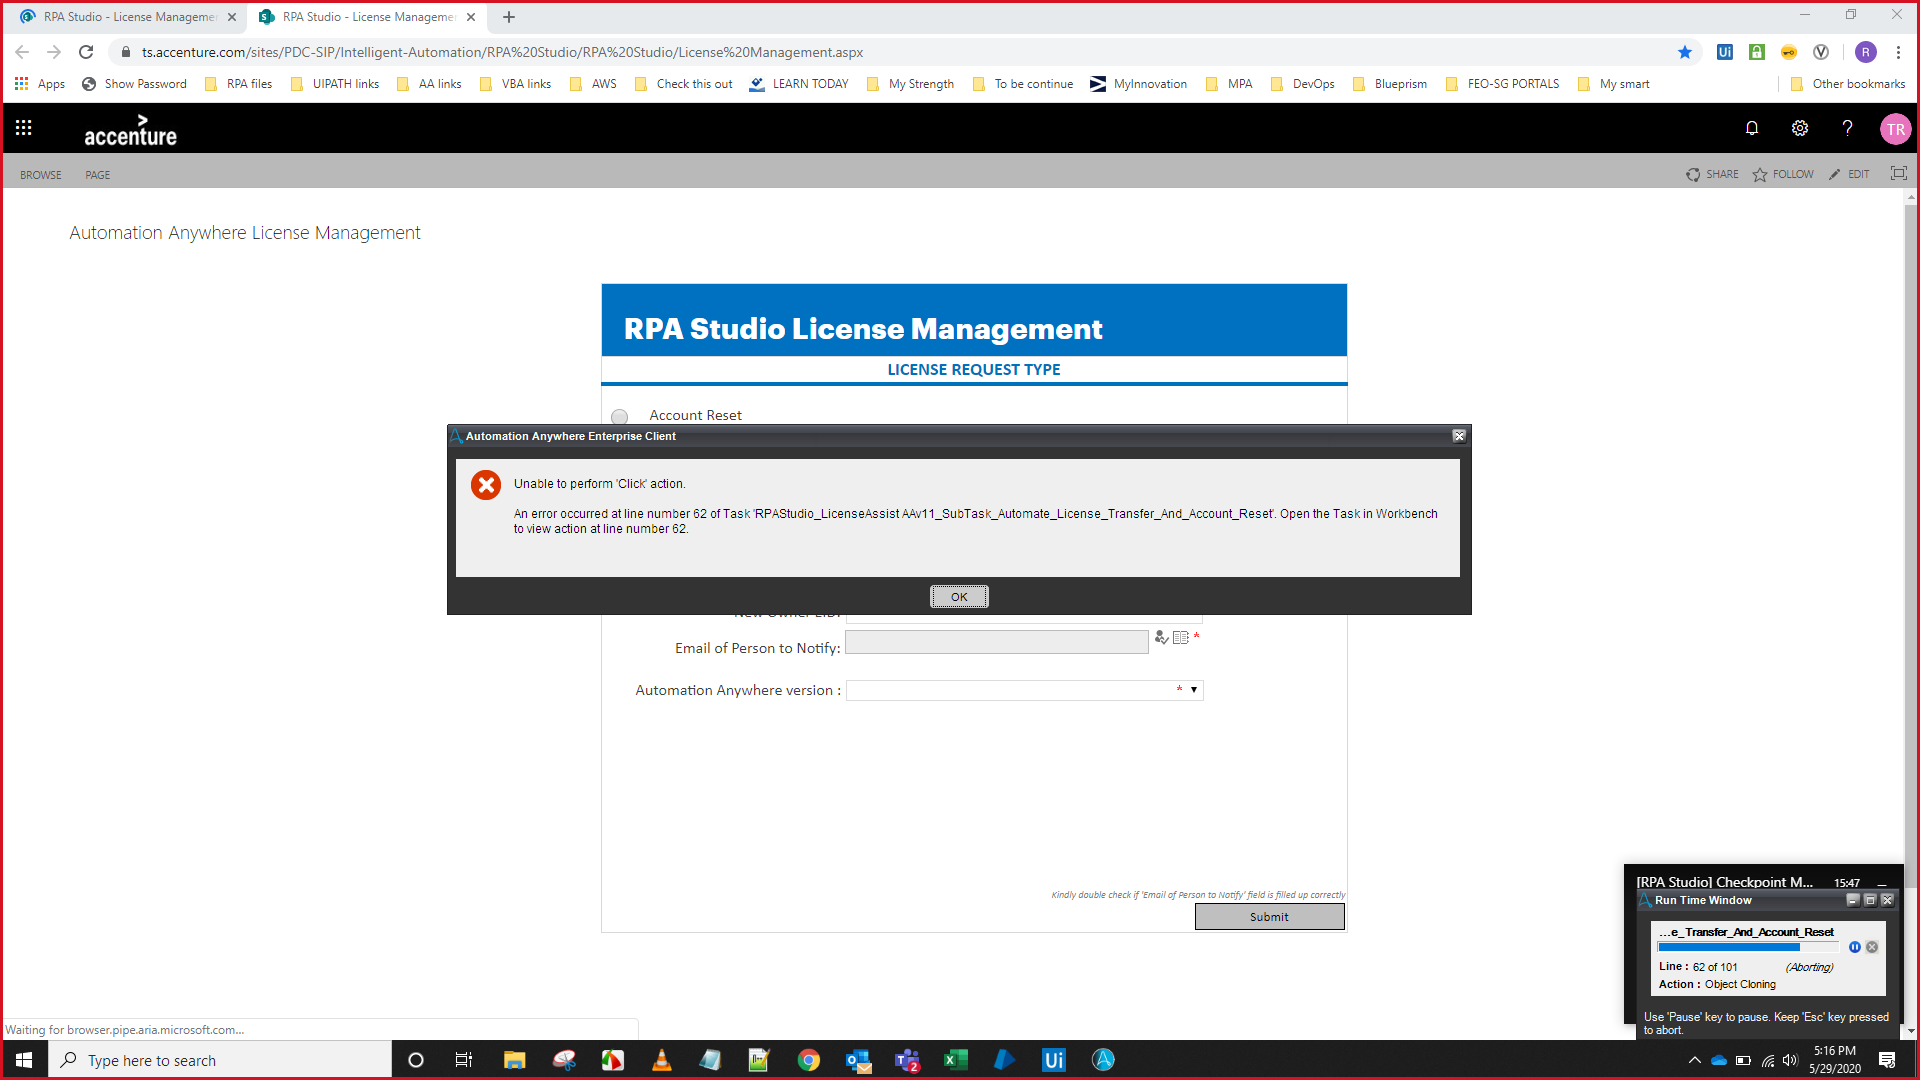 RPA Studio - License Manageme
RPA Studio - License Manageme
ts.accenture.com/sites/PDC-SIP/Intelligent-Automation/RPA%20Studio/RPA%20Studio/License%20Management.aspx
Ui
R
Apps
Show Password
RPA files
UIPATH links
AA links
VBA links
AWS
Check this out
LEARN TODAY
My Strength
To be continue
MyInnovation
MPA
DevOps
Blueprism
FEO-SG PORTALS
My smart
Other bookmarks
accenture
TR
BROWSE
PAGE
SHARE
FOLLOW
EDIT
Automation Anywhere License Management
RPA Studio License Management
LICENSE REQUEST TYPE
Account Reset
Automation Anywhere Enterprise Client
Unable to perform 'Click' action.
An error occurred at line number 62 of Task 'RPAStudio_LicenseAssist AAv11_SubTask_Automate_License_Transfer_And_Account_Reset'. Open the Task in Workbench
to view action at line number 62.
OK
New Owner EID:
Email of Person to Notify:
*
Automation Anywhere version :
*
Kindly double check if 'Email of Person to Notify' field is filled up correctly
Submit
[RPA Studio] Checkpoint M...
15:47
Run Time Window
...e_Transfer_And_Account_Reset
Line : 62 of 101
(Aborting)
Action : Object Cloning
Use 'Pause' key to pause. Keep 'Esc' key pressed
to abort.
Waiting for browser.pipe.aria.microsoft.com...
Type here to search
2
Ui
5:16 PM
5/29/2020